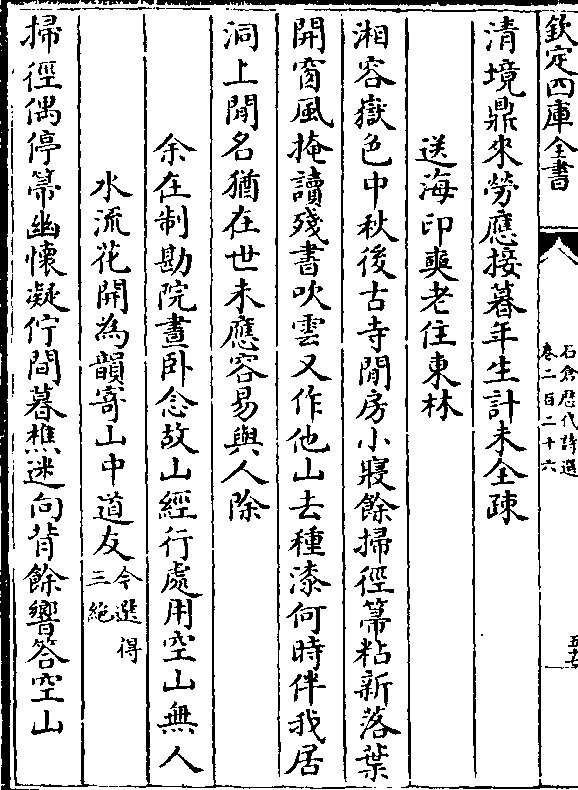 欽定四庫全書
石倉歷代詩選
卷二百二十六
清境鼎來勞應接暮年生計未全疎
送海印奭老住東林
湘容嶽色中秋後古寺閒房小寢餘掃徑箒粘新落葉
開窗風掩讀殘書吹雲又作他山去種漆何時伴我居
洞上聞名猶在世未應容易與人除
余在制勘院晝卧念故山經行處用空山無人
水流花開為韻寄山中道友今選得三絶
掃徑偶停箒幽懷凝佇間暮樵迷向背餘響答空山